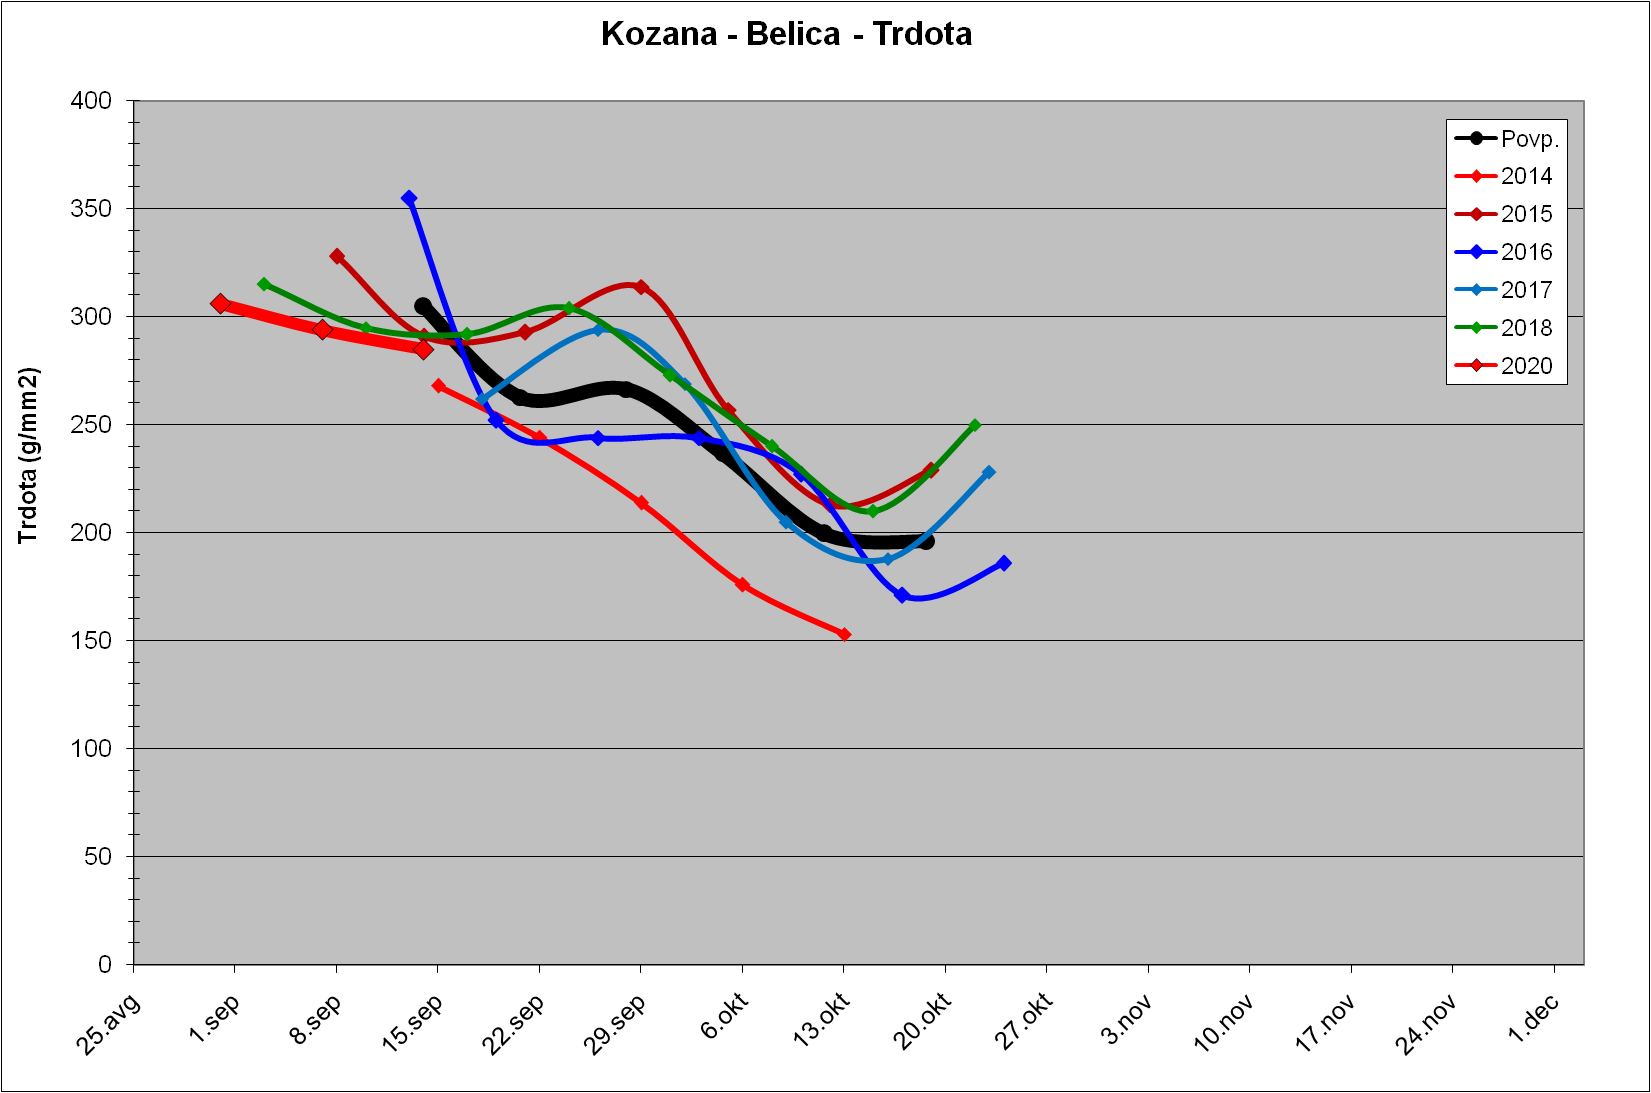 Kozana - Belica - Trdota
Trdota (g/mm2)
400
350
300
250
200
150
100
50
0
Povp.
2014
2015
2016
2017
2018
2020
25.avg
1.sep
8.sep
15.sep
22.sep
29.sep
6.okt
13.okt
20.okt
27.okt
3.nov
10.nov
17.nov
24.nov
1.dec